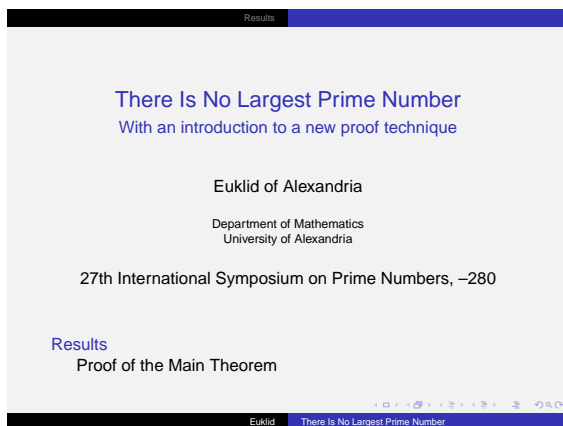 Results
There Is No Largest Prime Number
With an introduction to a new proof technique
Euklid of Alexandria
Department of Mathematics
University of Alexandria
27th International Symposium on Prime Numbers, –280
Results
Proof of the Main Theorem
Euklid There Is No Largest Prime Number